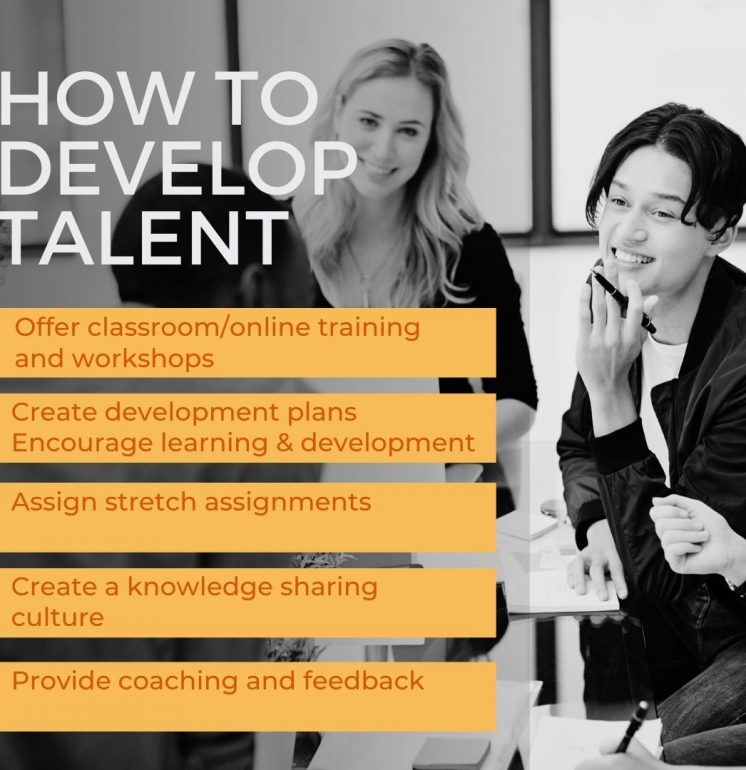 HOW TO
DEVELOP
TALENT
Offer classroom/online training
and workshops
Create development plans
Encourage learning & development
Assign stretch assignments
Create a knowledge sharing
culture
Provide coaching and feedback